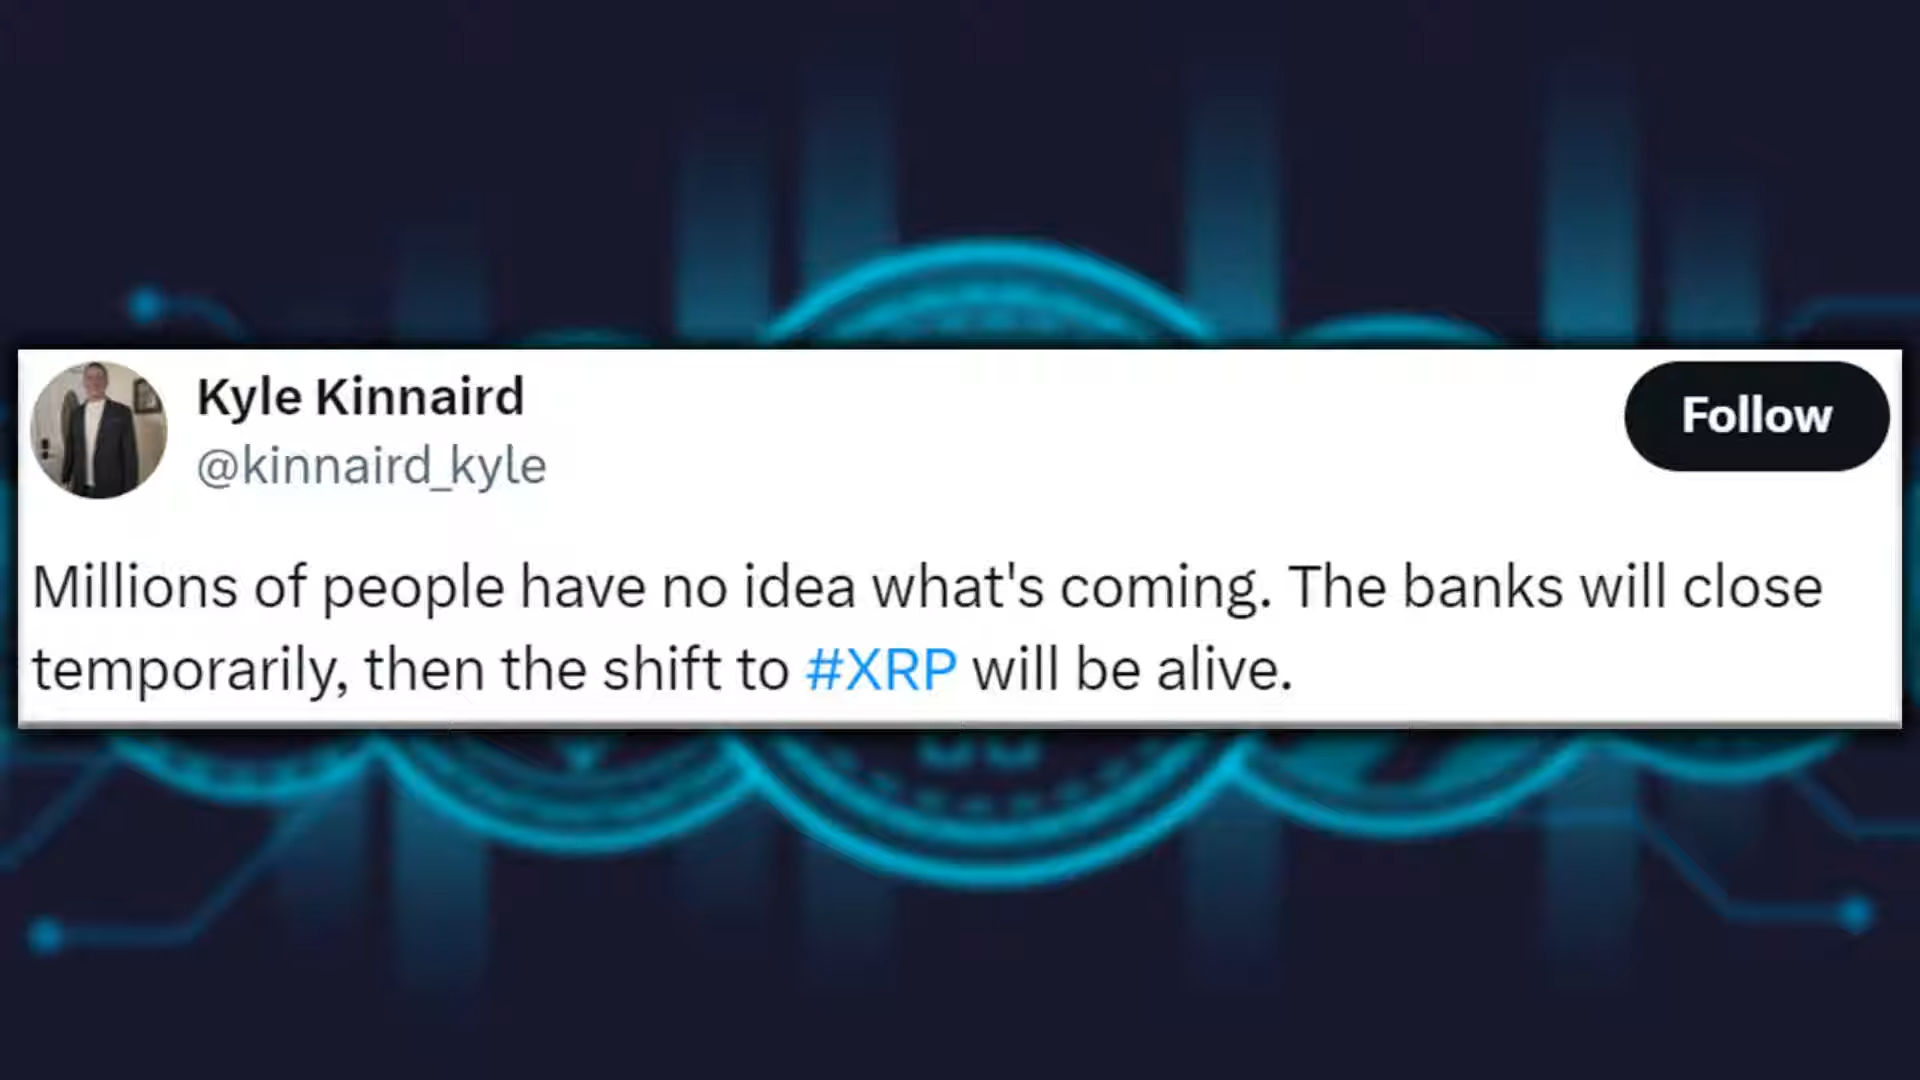 Kyle Kinnaird
@kinnaird_kyle
Follow
Millions of people have no idea what's coming. The banks will close
temporarily, then the shift to #XRP will be alive.